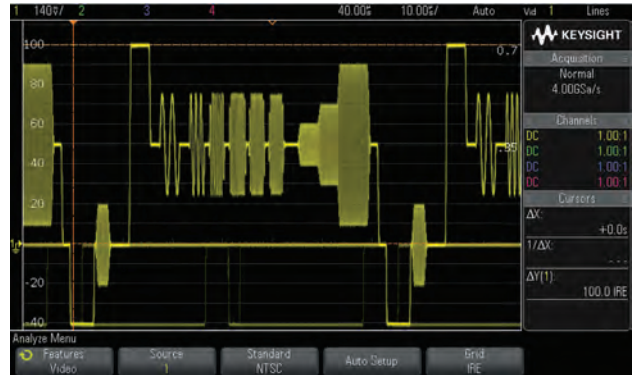 1 140▽/ 2 3 4 40.00s 10.00s/ Auto Vid 1 Lines
KEYSIGHT
Acquisition
Normal
4.00GSa/s
Channels
DC 1.00:1
DC 1.00:1
DC 1.00:1
DC 1.00:1
Cursors
ΔX:
+0.0s
1/ΔX:
---
ΔY(1):
100.0 IRE
100
80
60
40
20
-20
-40
0.7
.35
Analyze Menu
Features
Video
Source
1
Standard
NTSC
Auto Setup
Grid
IRE